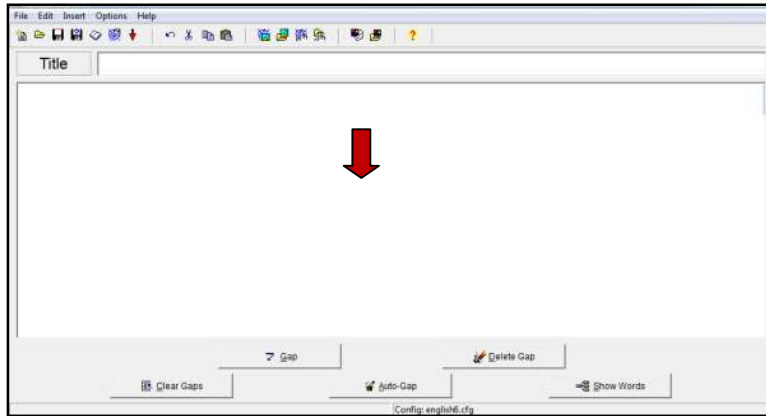 File Edit Insert Options Help
Title
Gap Delete Gap
Clear Gaps Auto-Gap Show Words
Config: english6.cfg